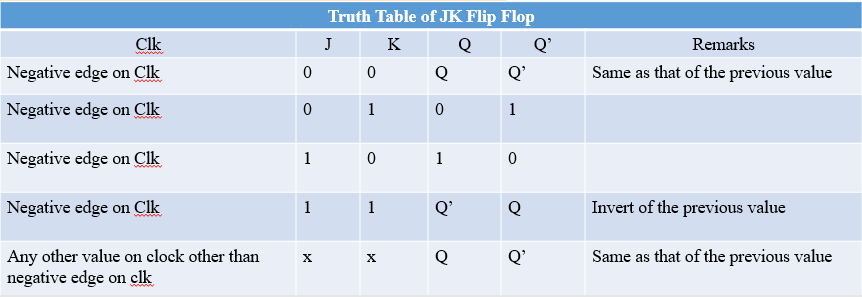 Truth Table of JK Flip Flop
Clk J K Q Q’ Remarks
Negative edge on Clk 0 0 Q Q’ Same as that of the previous value
Negative edge on Clk 0 1 0 1
Negative edge on Clk 1 0 1 0
Negative edge on Clk 1 1 Q’ Q Invert of the previous value
Any other value on clock other than x x Q Q’ Same as that of the previous value
negative edge on clk